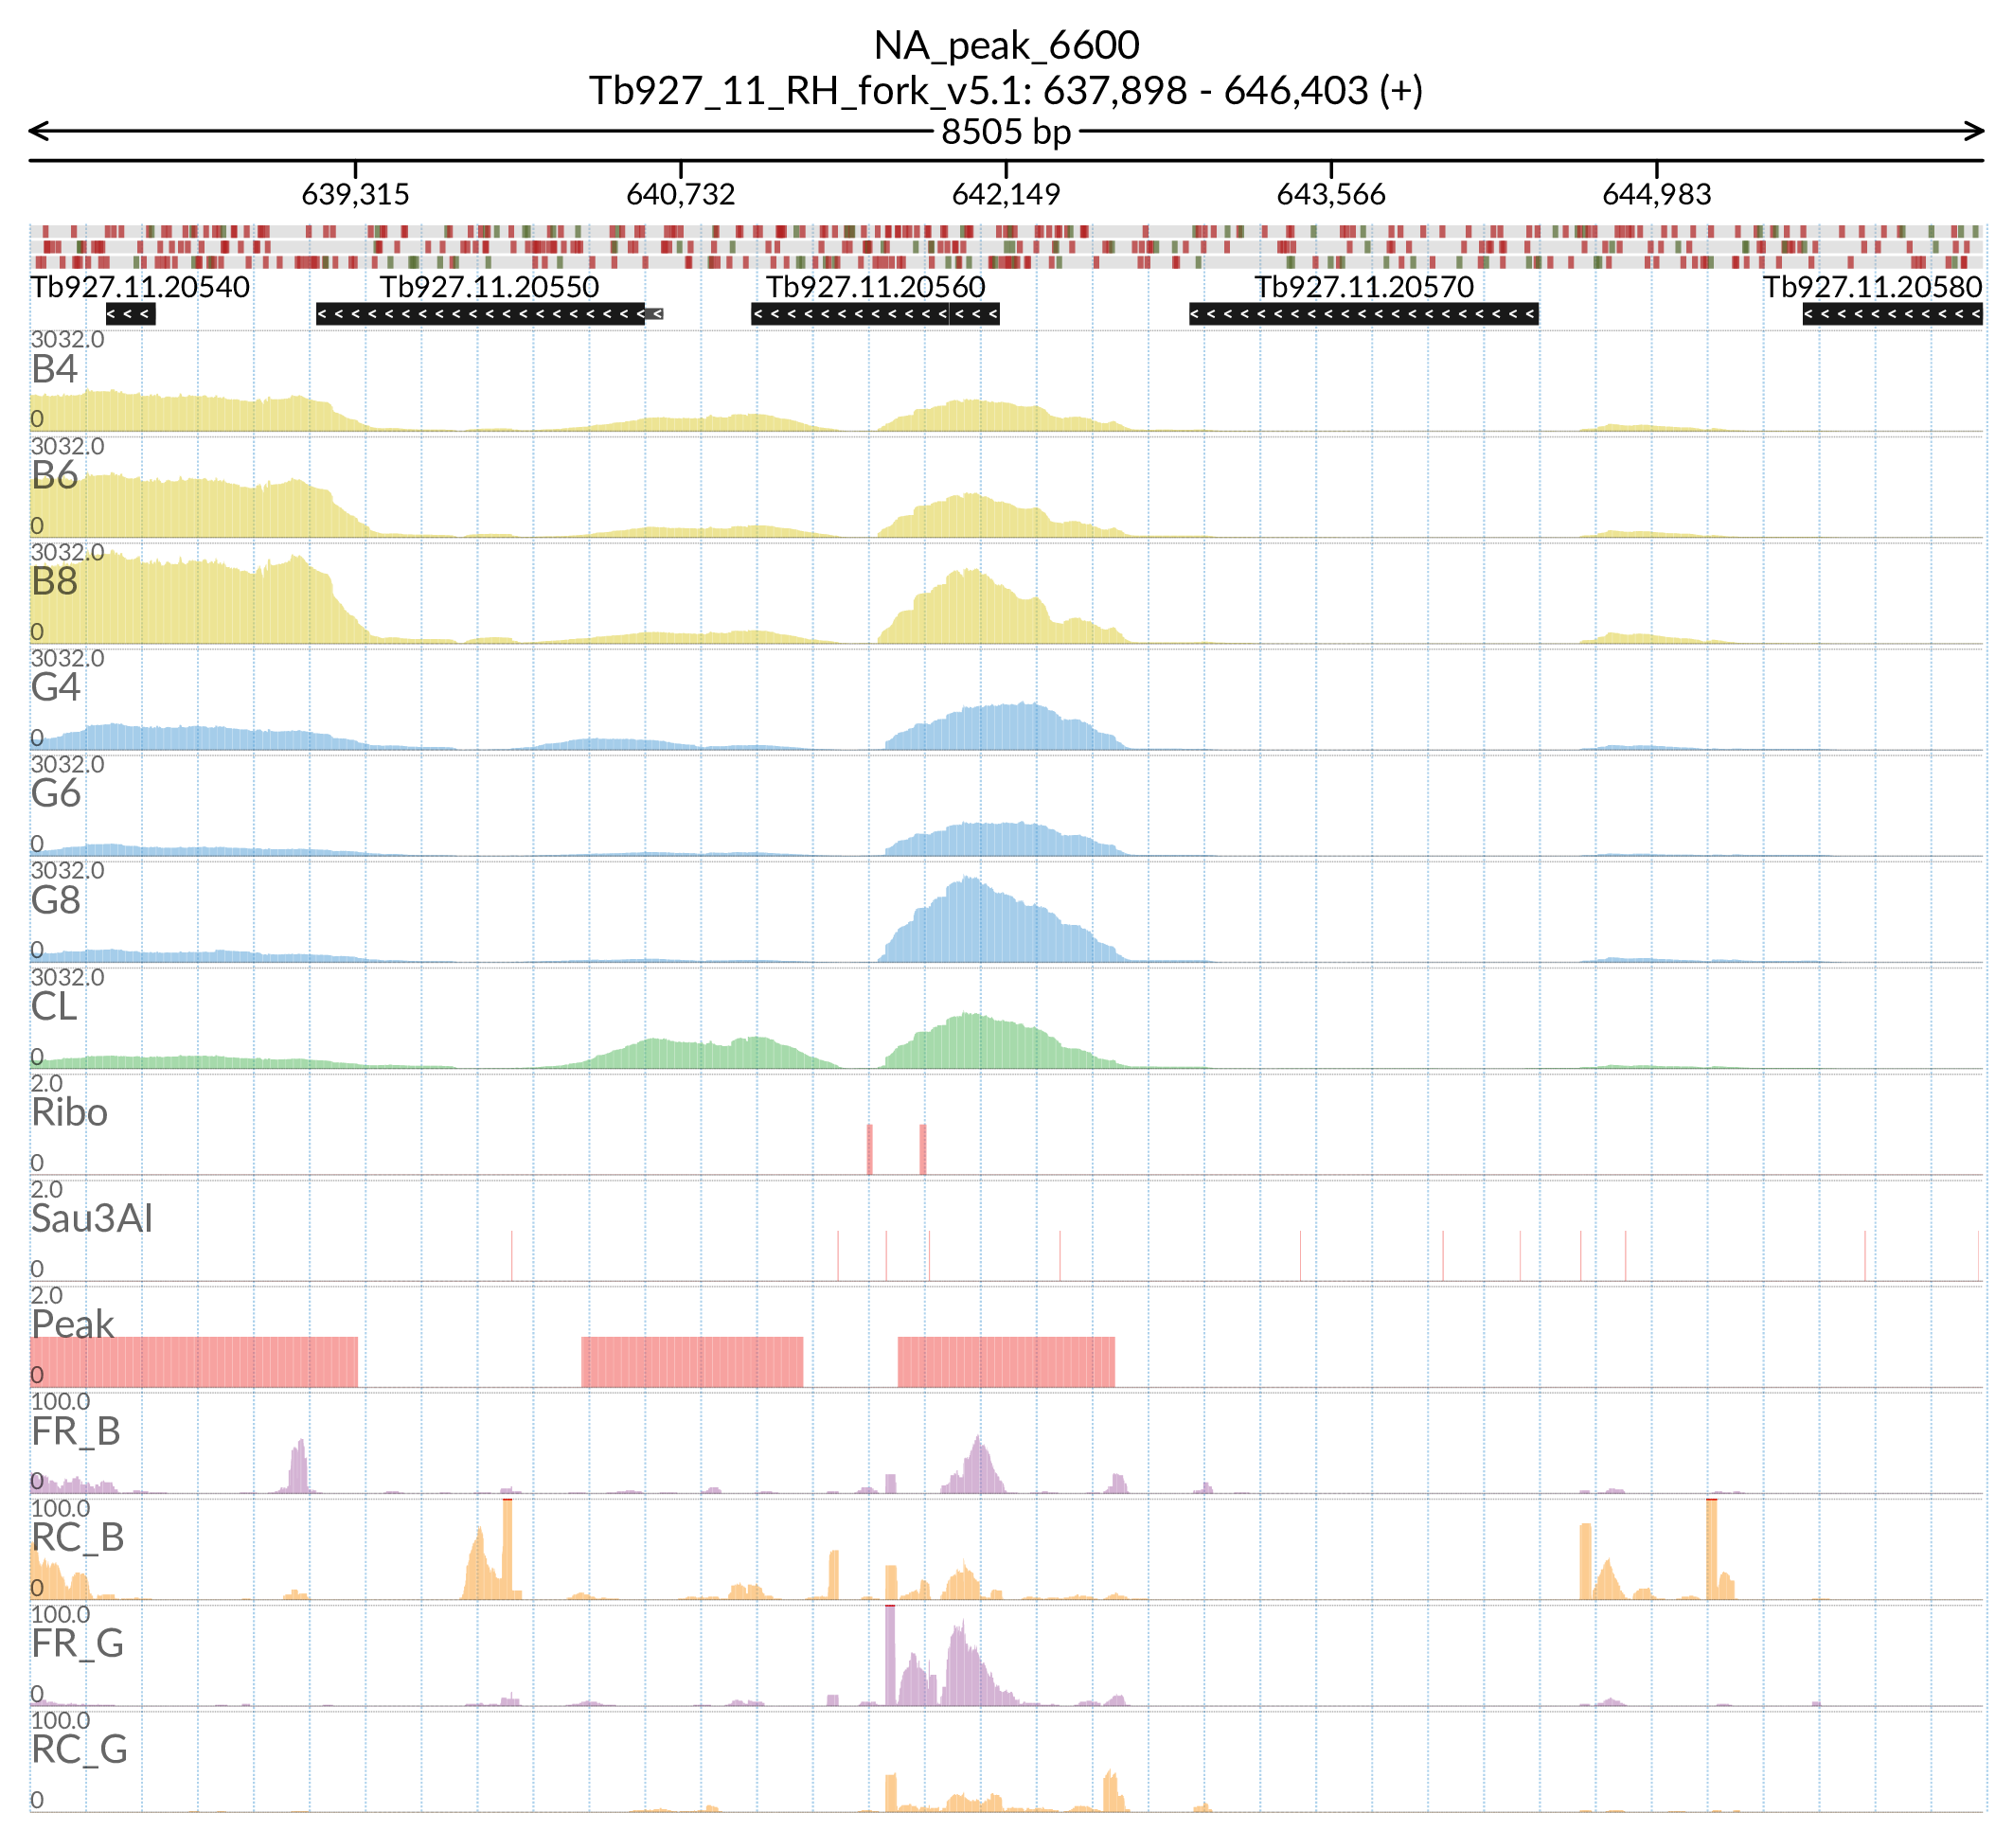 NA_peak_6600
Tb927_11_RH_fork_v5.1: 637,898 - 646,403 (+)
8505 bp
639,315 640,732 642,149 643,566 644,983
Tb927.11.20540 Tb927.11.20550 Tb927.11.20560 Tb927.11.20570 Tb927.11.20580
3032.0
B4
0
3032.0
B6
0
3032.0
B8
0
3032.0
G4
0
3032.0
G6
0
3032.0
G8
0
3032.0
CL
0
2.0
Ribo
0
2.0
Sau3AI
0
2.0
Peak
0
100.0
FR_B
0
100.0
RC_B
0
100.0
FR_G
0
100.0
RC_G
0